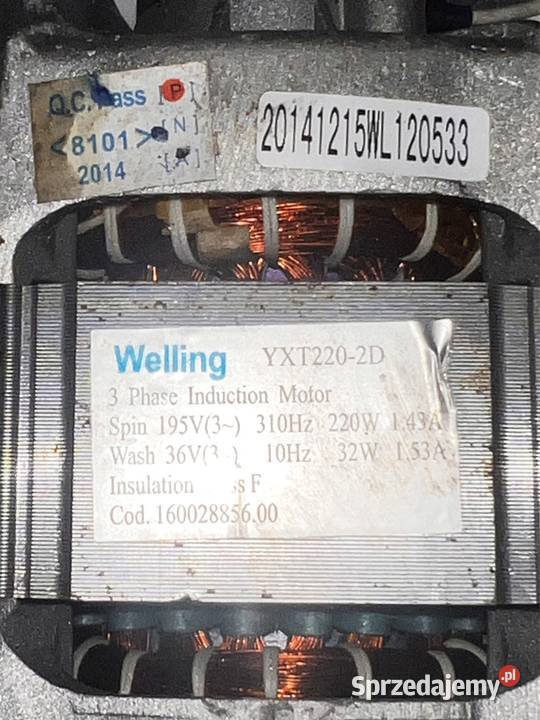 Q.C. Pass [P]
<8101> [N]
2014 [A]
20141215WL120533
Welling YXT220-2D
3 Phase Induction Motor
Spin 195V(3~) 310Hz 220W 1.43A
Wash 36V(3~) 10Hz 32W 1.53A
Insulation F
Cod. 160028856.00
Sprzedajemy.pl